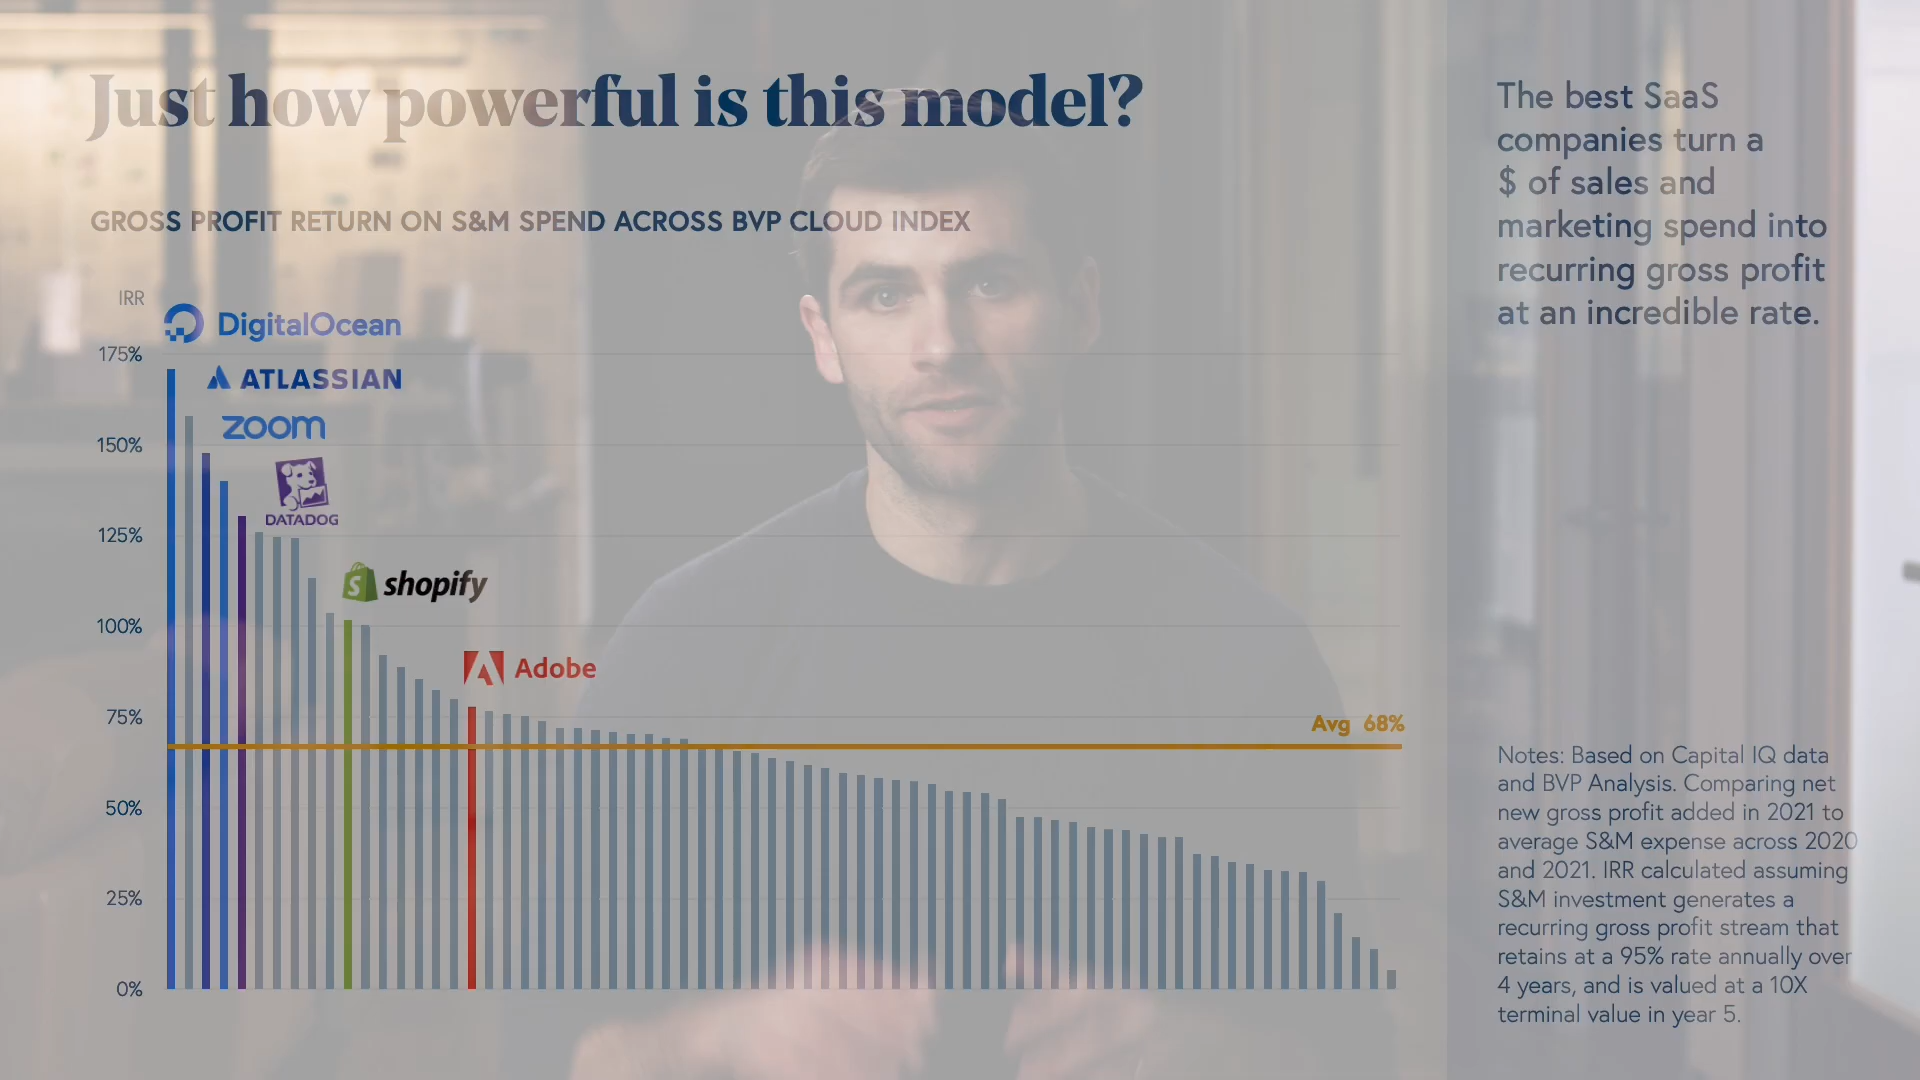 Just how powerful is this model?
GROSS PROFIT RETURN ON S&M SPEND ACROSS BVP CLOUD INDEX
IRR
DigitalOcean
175%
ATLASSIAN
zoom
150%
DATADOG
125%
shopify
100%
Adobe
75%
Avg 68%
50%
25%
0%
The best SaaS
companies turn a
$ of sales and
marketing spend into
recurring gross profit
at an incredible rate.
Notes: Based on Capital IQ data
and BVP Analysis. Comparing net
new gross profit added in 2021 to
average S&M expense across 2020
and 2021. IRR calculated assuming
S&M investment generates a
recurring gross profit stream that
retains at a 95% rate annually over
4 years, and is valued at a 10X
terminal value in year 5.